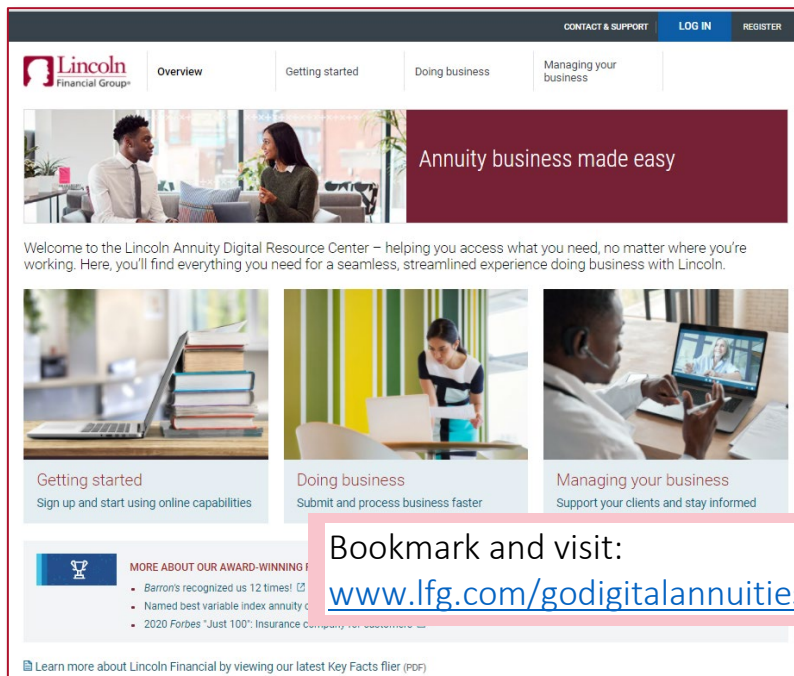 CONTACT & SUPPORT LOG IN REGISTER
Lincoln
Financial Group®
Overview Getting started Doing business Managing your
business
Annuity business made easy
Welcome to the Lincoln Annuity Digital Resource Center – helping you access what you need, no matter where you're
working. Here, you'll find everything you need for a seamless, streamlined experience doing business with Lincoln.
Getting started
Sign up and start using online capabilities
Doing business
Submit and process business faster
Managing your business
Support your clients and stay informed
MORE ABOUT OUR AWARD-WINNING
Barron's recognized us 12 times!
Named best variable index annuity
2020 Forbes "Just 100": Insurance company for customers
Bookmark and visit:
www.lfg.com/godigitalannuitie
Learn more about Lincoln Financial by viewing our latest Key Facts flier (PDF)